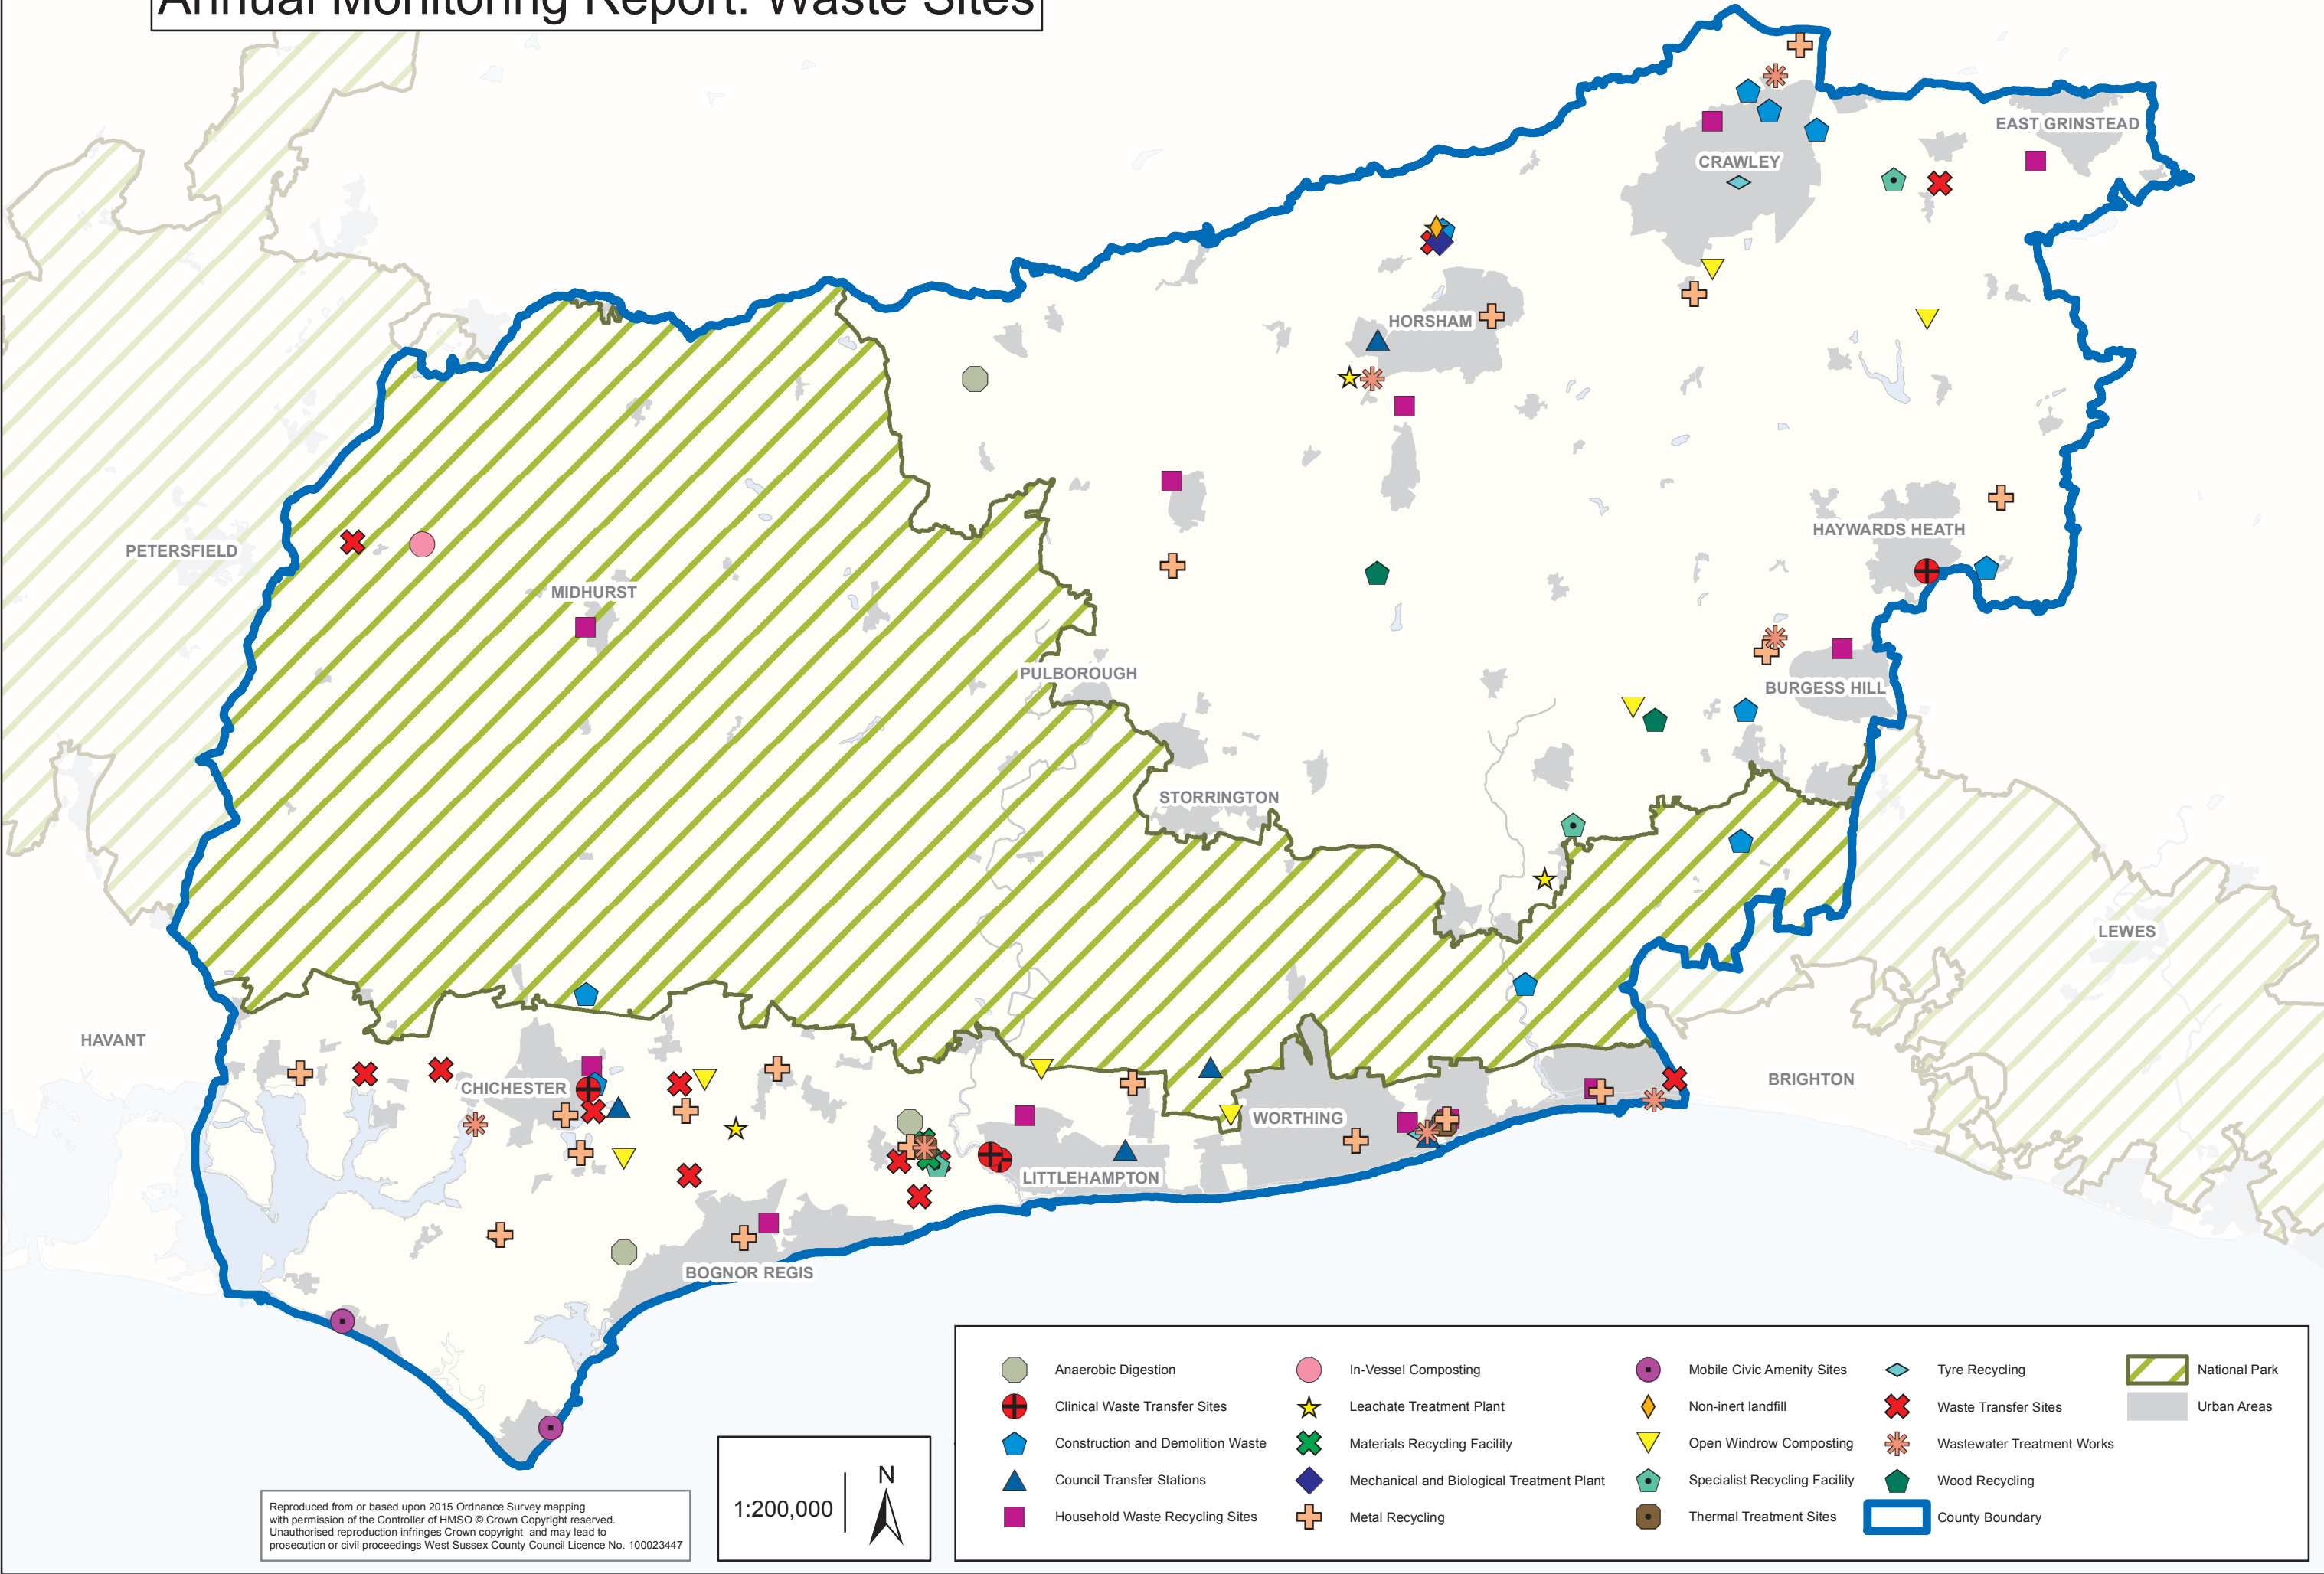 Annual Monitoring Report: Waste Sites
EAST GRINSTEAD
CRAWLEY
HORSHAM
HAYWARDS HEATH
PETERSFIELD
MIDHURST
PULBOROUGH
BURGESS HILL
STORRINGTON
LEWES
HAVANT
CHICHESTER
BRIGHTON
WORTHING
LITTLEHAMPTON
BOGNOR REGIS
Anaerobic Digestion
Clinical Waste Transfer Sites
Construction and Demolition Waste
Council Transfer Stations
Household Waste Recycling Sites
In-Vessel Composting
Leachate Treatment Plant
Materials Recycling Facility
Mechanical and Biological Treatment Plant
Metal Recycling
Mobile Civic Amenity Sites
Non-inert landfill
Open Windrow Composting
Specialist Recycling Facility
Thermal Treatment Sites
Tyre Recycling
Waste Transfer Sites
Wastewater Treatment Works
Wood Recycling
County Boundary
National Park
Urban Areas
1:200,000
N
Reproduced from or based upon 2015 Ordnance Survey mapping
with permission of the Controller of HMSO © Crown Copyright reserved.
Unauthorised reproduction infringes Crown copyright and may lead to
prosecution or civil proceedings West Sussex County Council Licence No. 100023447